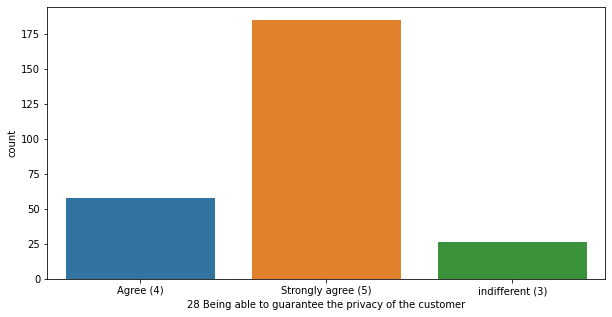 175
150
125
100
75
50
25
0
count
Agree (4)
Strongly agree (5)
indifferent (3)
28 Being able to guarantee the privacy of the customer